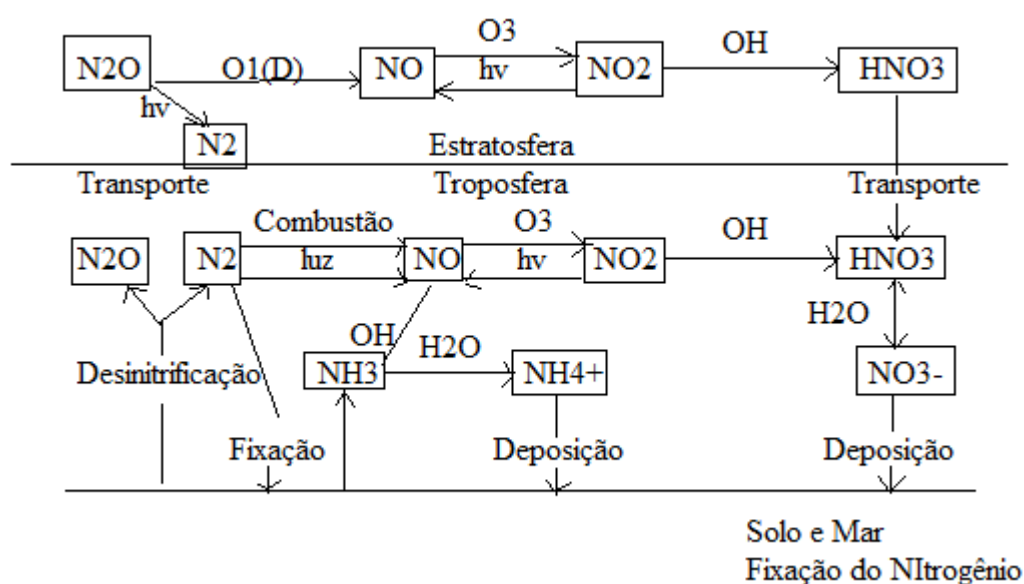 O3
OH
N2O
O1(D)
NO
hv
NO2
HNO3
hv
N2
Estratosfera
Transporte
Troposfera
Transporte
Combustão
O3
OH
N2O
N2
luz
NO
hv
NO2
HNO3
OH
H2O
H2O
Desinitrificação
NH3
NH4+
NO3-
Fixação
Deposição
Deposição
Solo e Mar
Fixação do NItrogênio